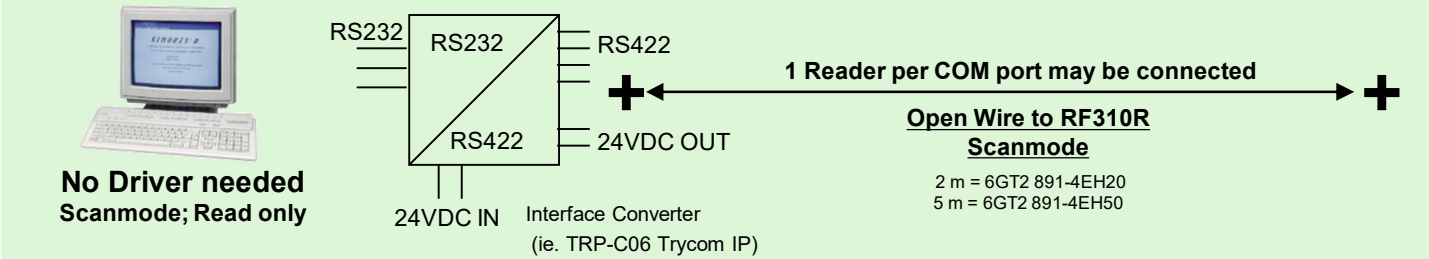 SIMODIS D
No Driver needed
Scanmode; Read only
RS232
RS232
RS422
24VDC IN
RS422
24VDC OUT
Interface Converter
(ie. TRP-C06 Trycom IP)
1 Reader per COM port may be connected
Open Wire to RF310R
Scanmode
2 m = 6GT2 891-4EH20
5 m = 6GT2 891-4EH50